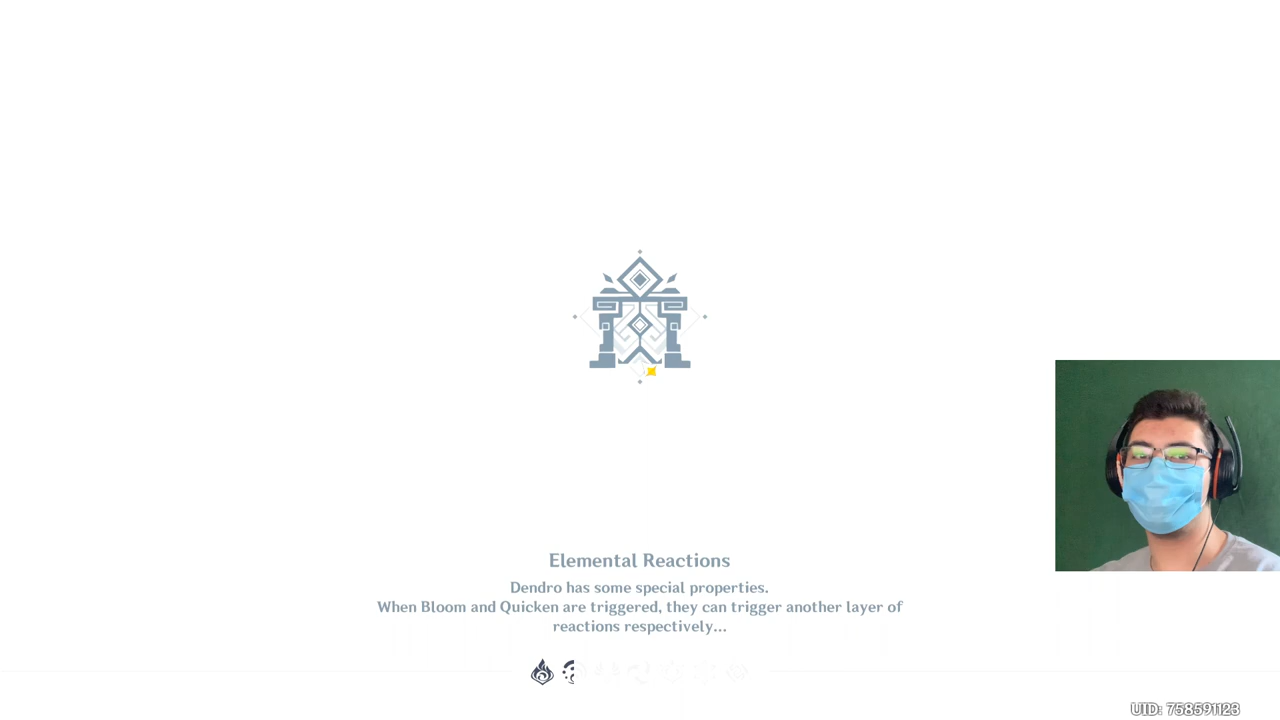 Elemental Reactions
Dendro has some special properties.
When Bloom and Quicken are triggered, they can trigger another layer of
reactions respectively...
UID: 758591123